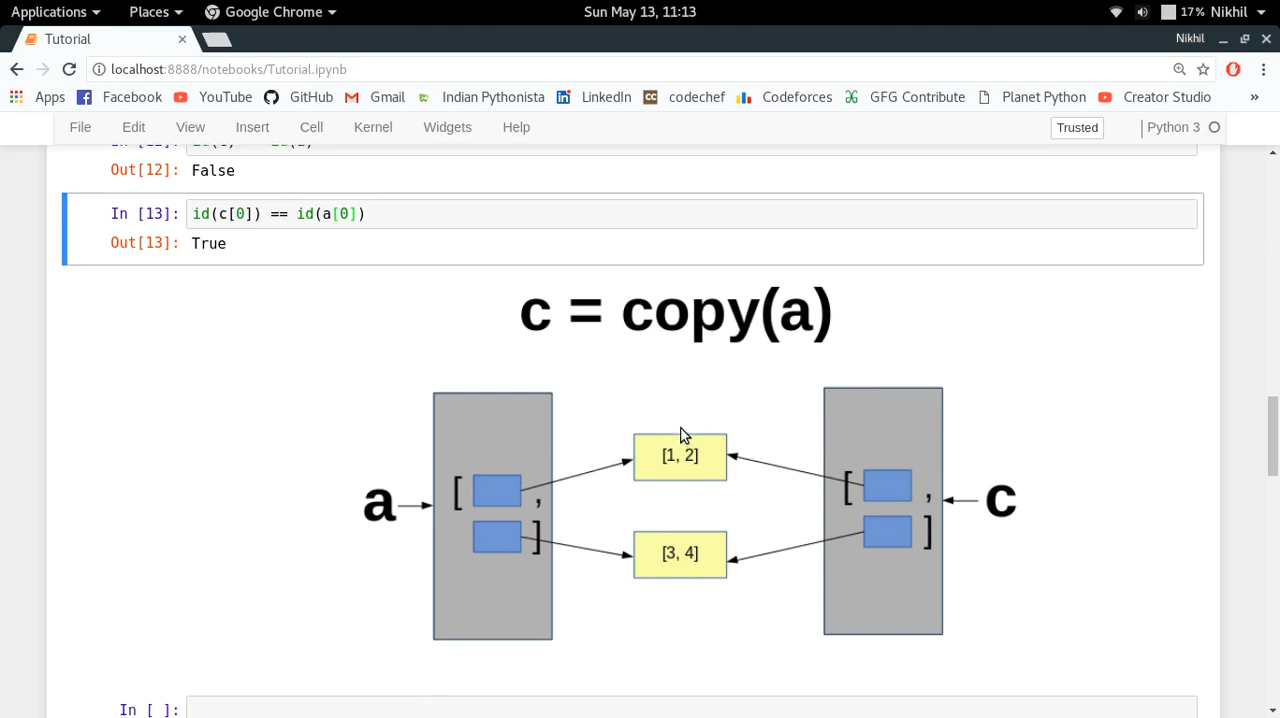 Applications Places Google Chrome Sun May 13, 11:13 17% Nikhil
Tutorial Nikhil
localhost:8888/notebooks/Tutorial.ipynb
Apps Facebook YouTube GitHub Gmail Indian Pythonista LinkedIn codechef Codeforces GFG Contribute Planet Python Creator Studio »
File Edit View Insert Cell Kernel Widgets Help Trusted Python 3
Out[12]: False
In [13]: id(c[0]) == id(a[0])
Out[13]: True
c = copy(a)
[1, 2]
a [ , [ , c
] ]
[3, 4]
In [ ]: